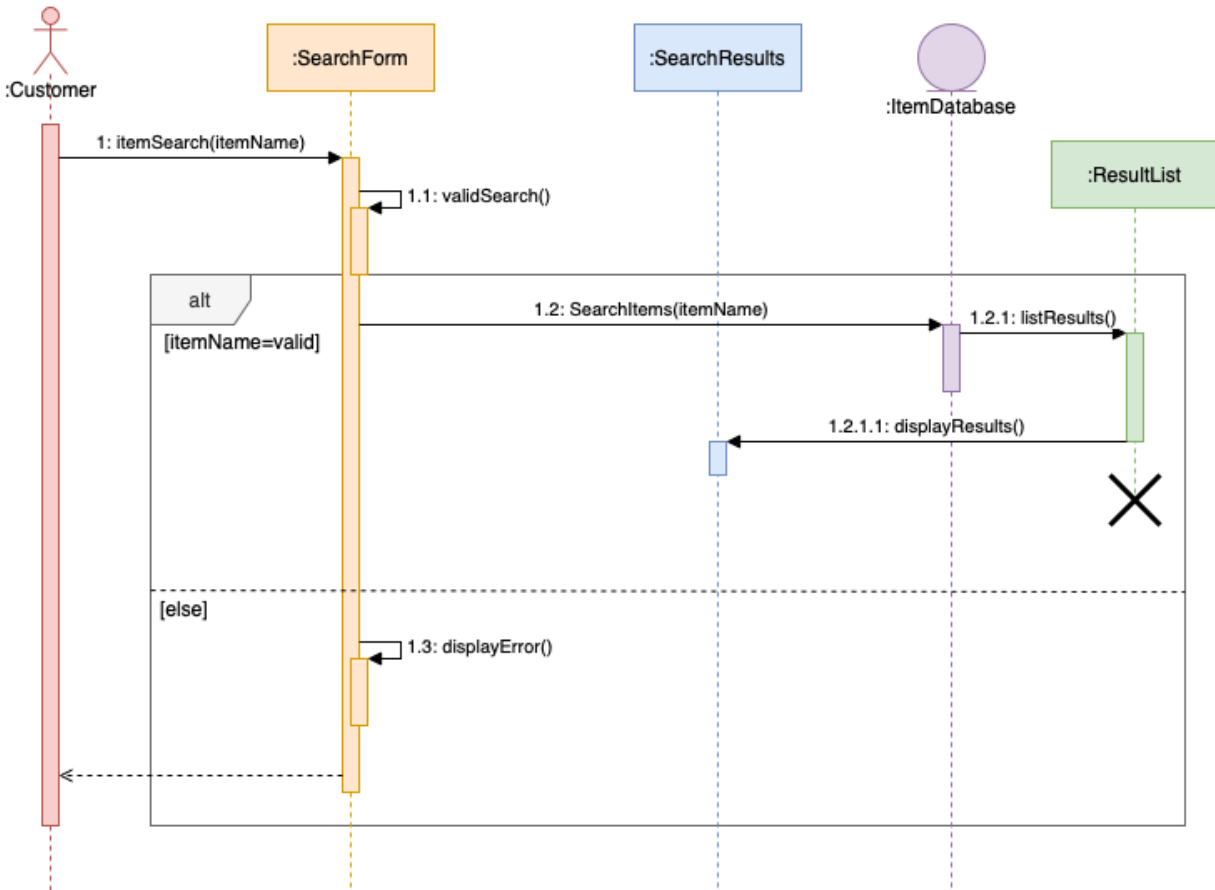 :Customer
:SearchForm
:SearchResults
:ItemDatabase
:ResultList
1: itemSearch(itemName)
1.1: validSearch()
alt
[itemName=valid]
1.2: SearchItems(itemName)
1.2.1: listResults()
1.2.1.1: displayResults()
[else]
1.3: displayError()